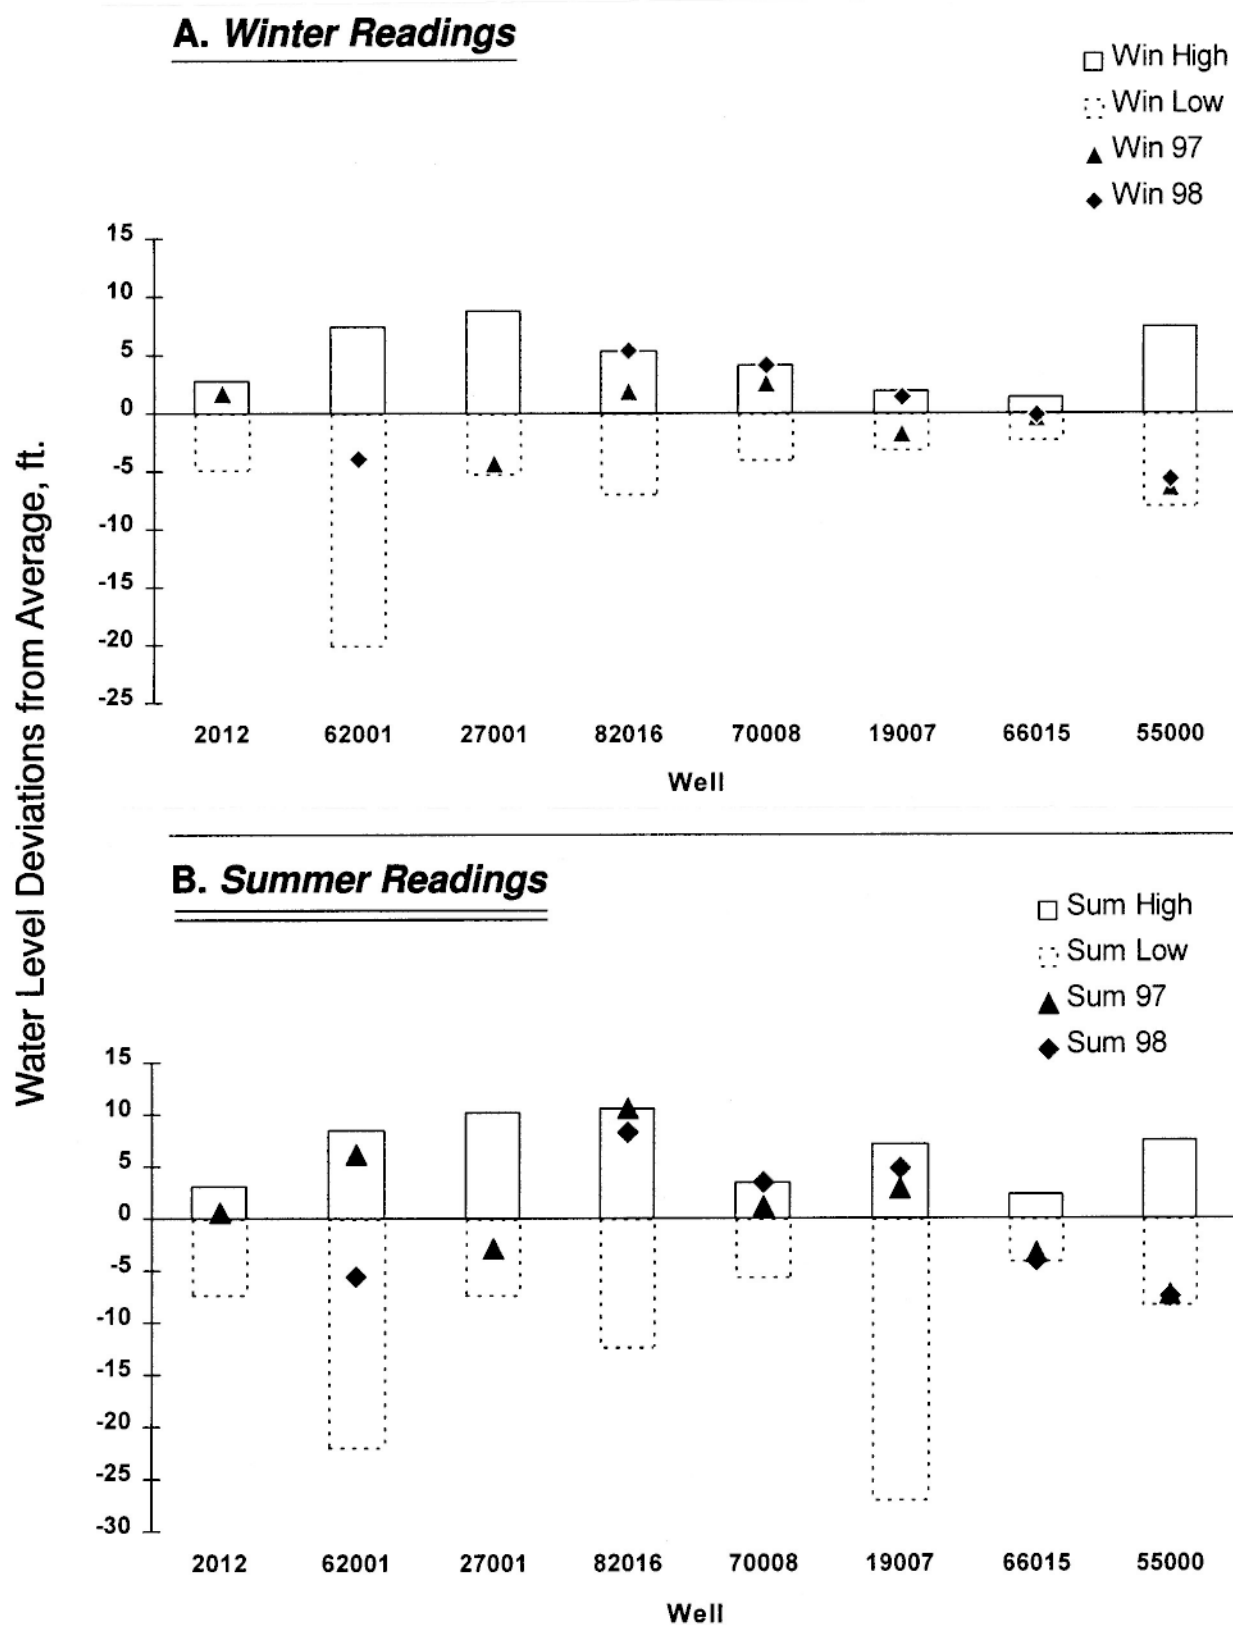 A. Winter Readings
Win High
Win Low
Win 97
Win 98
15
10
5
0
-5
-10
-15
-20
-25
2012 62001 27001 82016 70008 19007 66015 55000
Well
Water Level Deviations from Average, ft.
B. Summer Readings
Sum High
Sum Low
Sum 97
Sum 98
15
10
5
0
-5
-10
-15
-20
-25
-30
2012 62001 27001 82016 70008 19007 66015 55000
Well